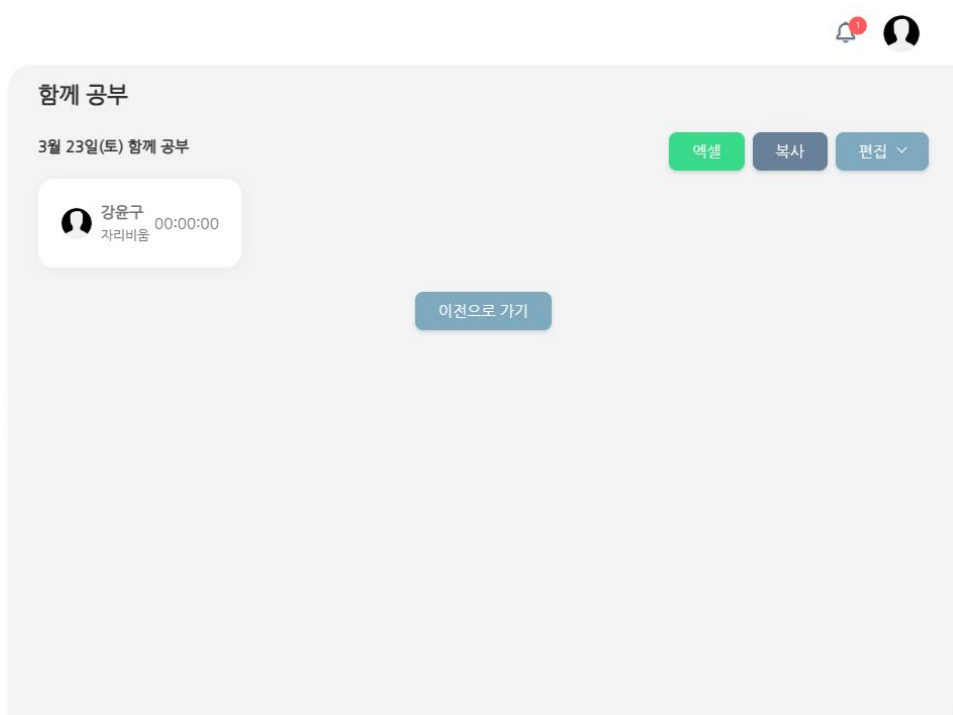 1
함께 공부
3월 23일(토) 함께 공부
엑셀
복사
편집
강윤구
자리비움
00:00:00
이전으로 가기